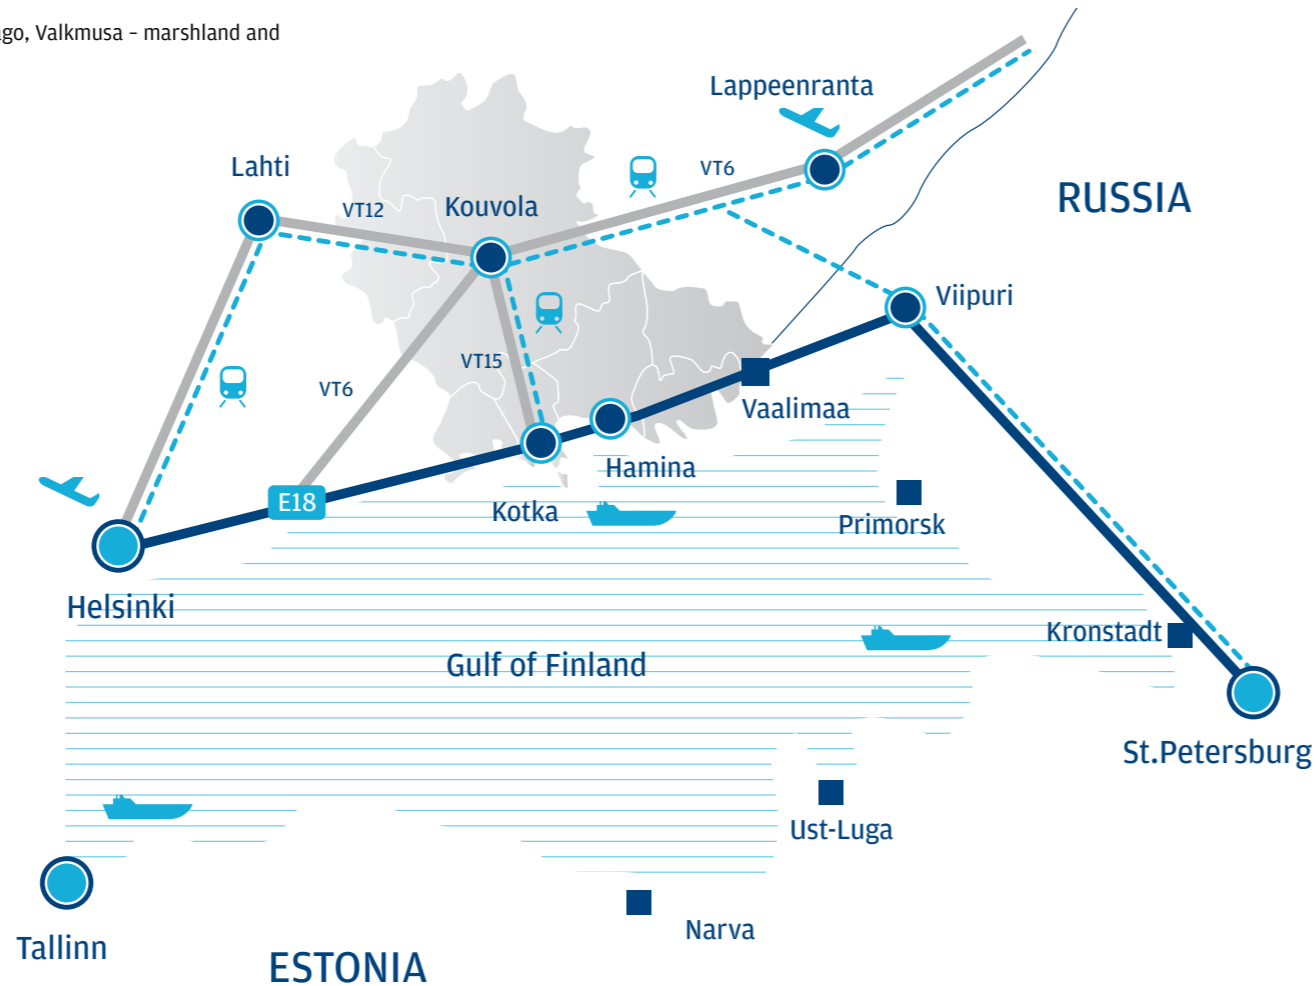 Valkmusa – marshland and
Lappeenranta
Lahti
VT6
VT12
Kouvola
RUSSIA
Viipuri
VT15
VT6
Vaalimaa
Hamina
E18
Kotka
Primorsk
Helsinki
Kronstadt
Gulf of Finland
St.Petersburg
Ust-Luga
Narva
Tallinn
ESTONIA